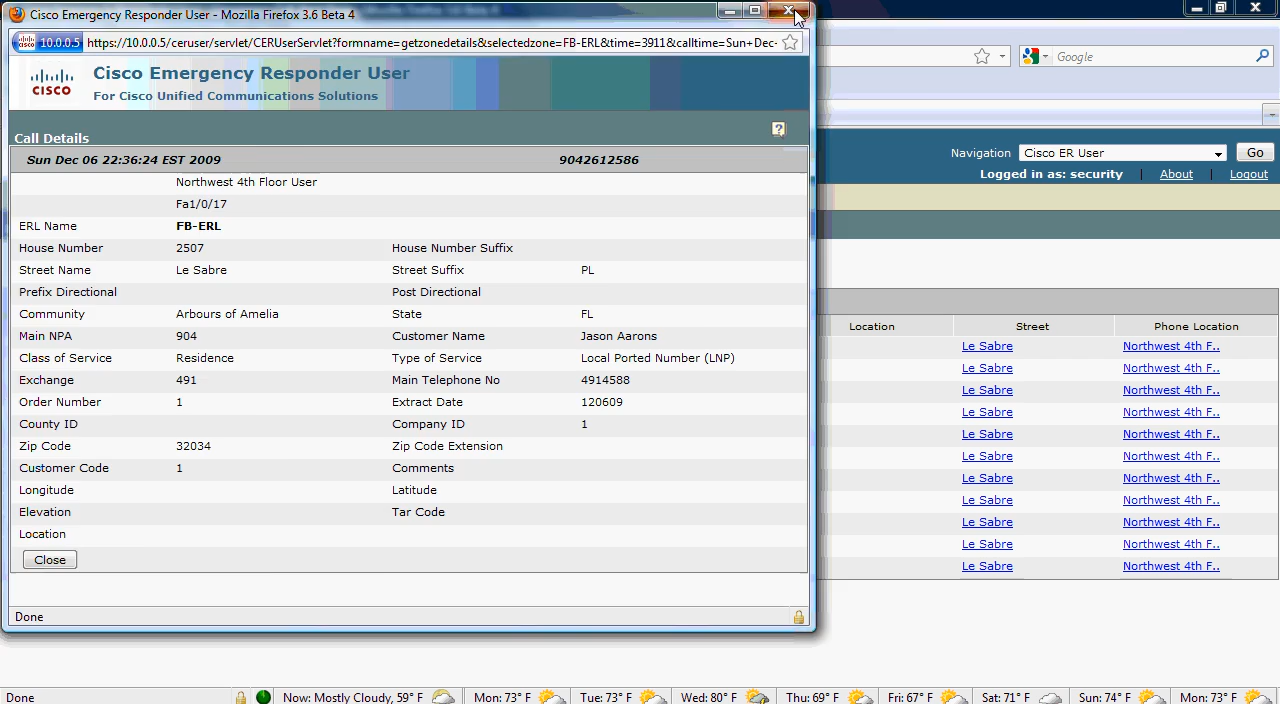 Cisco Emergency Responder User - Mozilla Firefox 3.6 Beta 4
cisco 10.0.0.5 https://10.0.0.5/ceruser/servlet/CERUserServlet?formname=getzonedetails&selectedzone=FB-ERL&time=3911&calltime=Sun+Dec-
Google
CISCO
Cisco Emergency Responder User
For Cisco Unified Communications Solutions
Call Details
?
Navigation Cisco ER User Go
Logged in as: security | About | Logout
Sun Dec 06 22:36:24 EST 2009 9042612586
Northwest 4th Floor User
Fa1/0/17
ERL Name FB-ERL
House Number 2507 House Number Suffix
Street Name Le Sabre Street Suffix PL
Prefix Directional Post Directional
Community Arbours of Amelia State FL
Main NPA 904 Customer Name Jason Aarons
Class of Service Residence Type of Service Local Ported Number (LNP)
Exchange 491 Main Telephone No 4914588
Order Number 1 Extract Date 120609
County ID Company ID 1
Zip Code 32034 Zip Code Extension
Customer Code 1 Comments
Longitude Latitude
Elevation Tar Code
Location
Close
Done
Location Street Phone Location
Le Sabre Northwest 4th F..
Le Sabre Northwest 4th F..
Le Sabre Northwest 4th F..
Le Sabre Northwest 4th F..
Le Sabre Northwest 4th F..
Le Sabre Northwest 4th F..
Le Sabre Northwest 4th F..
Le Sabre Northwest 4th F..
Le Sabre Northwest 4th F..
Le Sabre Northwest 4th F..
Le Sabre Northwest 4th F..
Done Now: Mostly Cloudy, 59° F Mon: 73° F Tue: 73° F Wed: 80° F Thu: 69° F Fri: 67° F Sat: 71° F Sun: 74° F Mon: 73° F